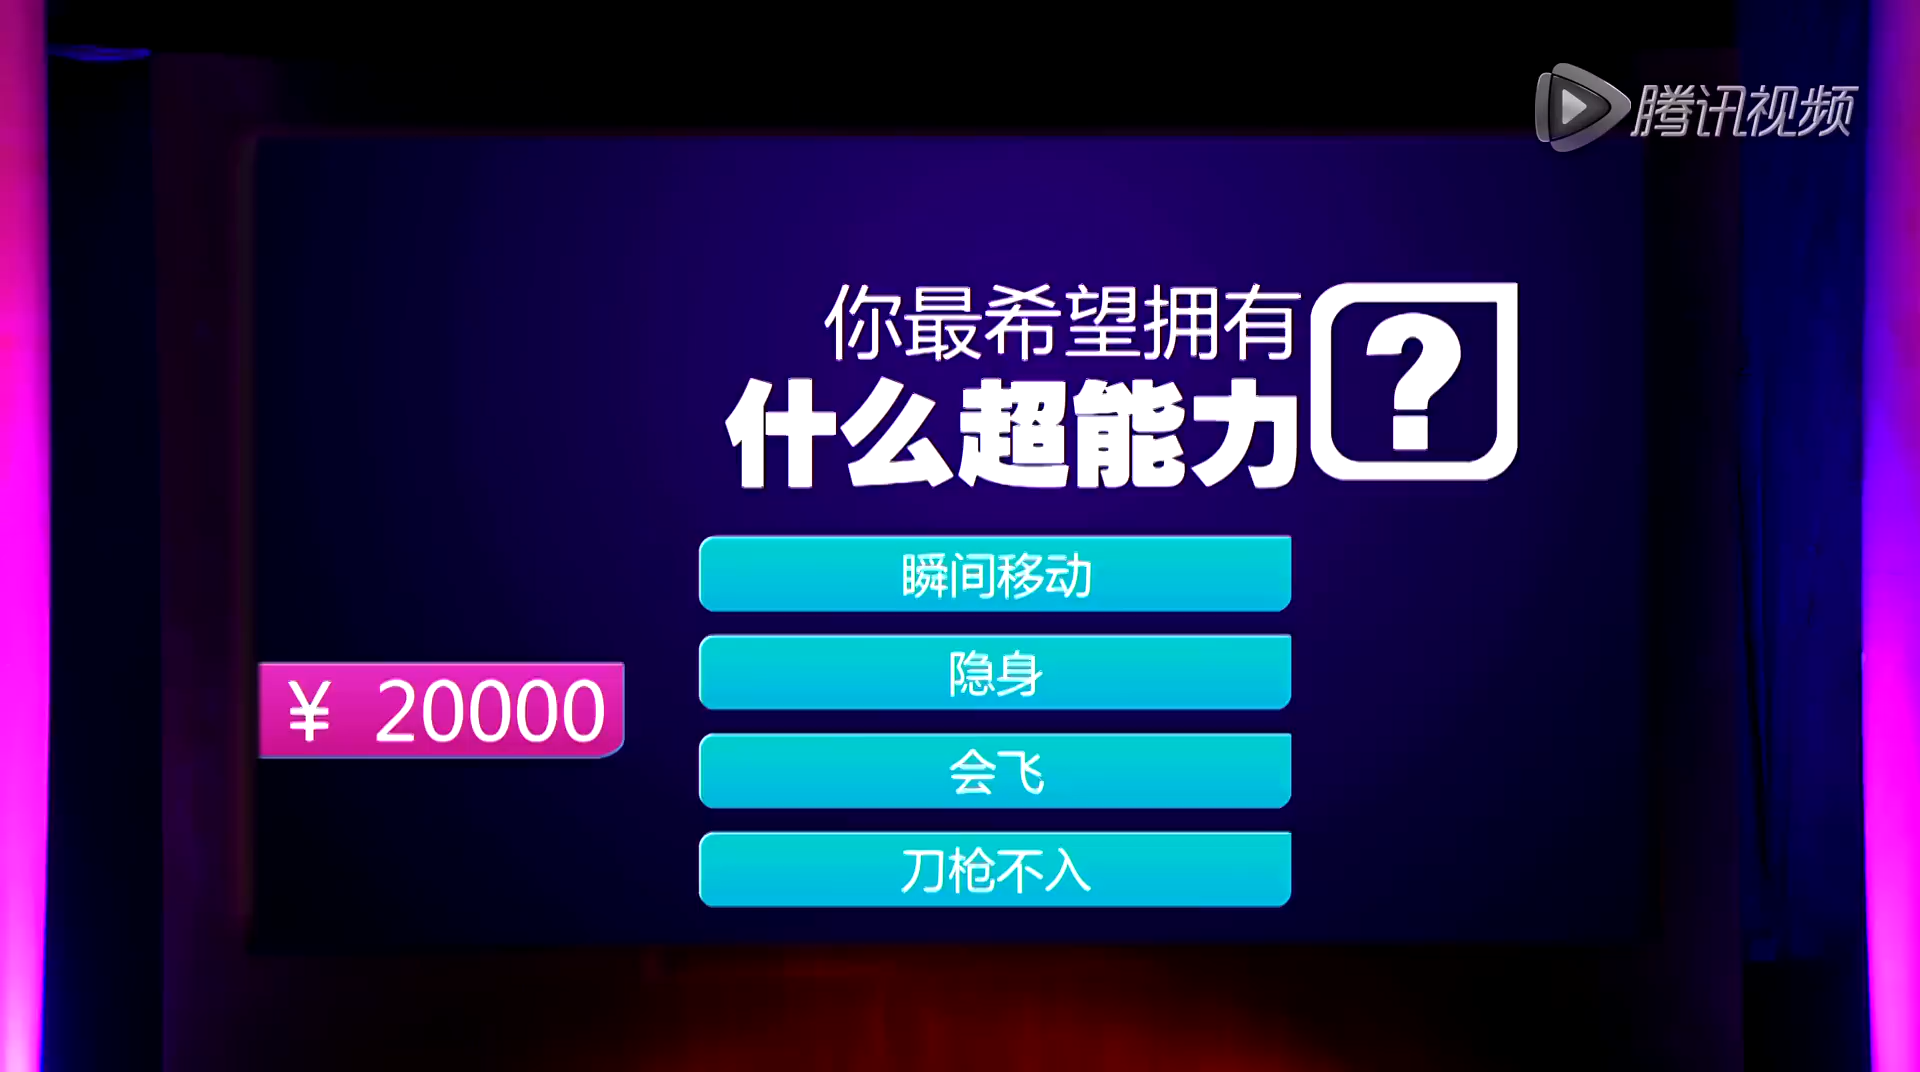 腾讯视频
你最希望拥有
什么超能力?
瞬间移动
隐身
¥ 20000
会飞
刀枪不入